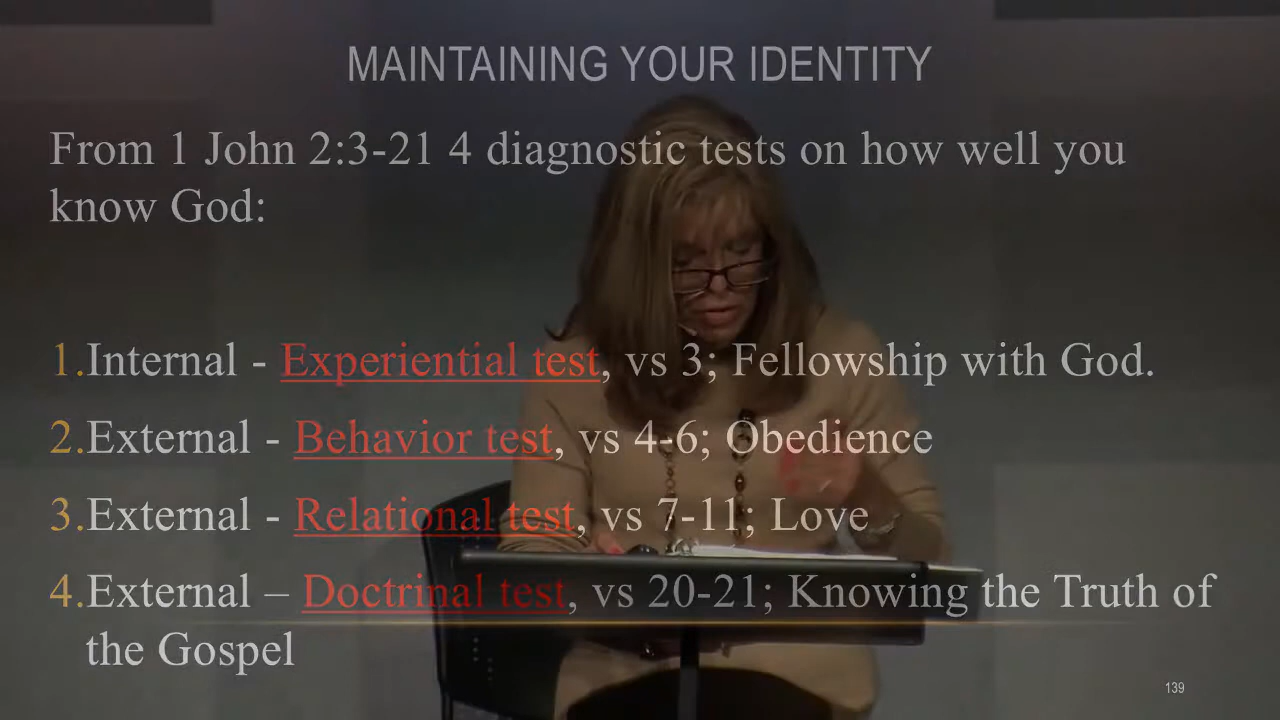 MAINTAINING YOUR IDENTITY
From 1 John 2:3-21 4 diagnostic tests on how well you
know God:
1.Internal - Experiential test, vs 3; Fellowship with God.
2.External - Behavior test, vs 4-6; Obedience
3.External - Relational test, vs 7-11; Love
4.External – Doctrinal test, vs 20-21; Knowing the Truth of
the Gospel
139